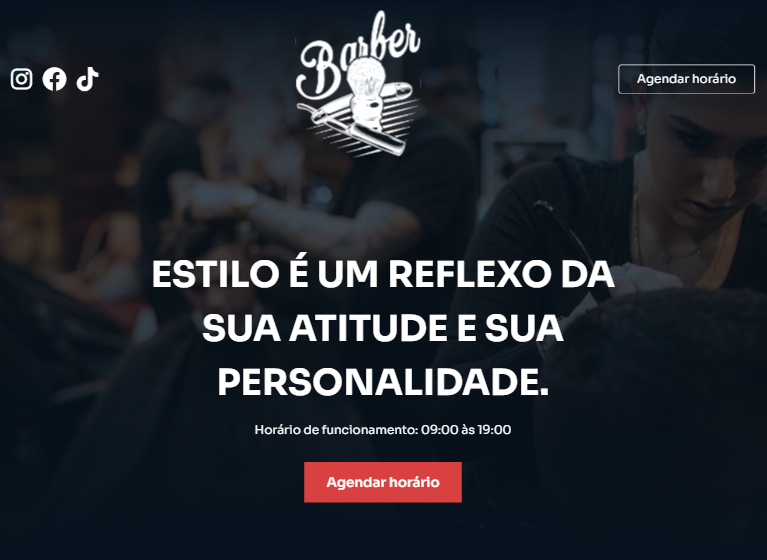 Barber
Agendar horário
ESTILO É UM REFLEXO DA
SUA ATITUDE E SUA
PERSONALIDADE.
Horário de funcionamento: 09:00 às 19:00
Agendar horário